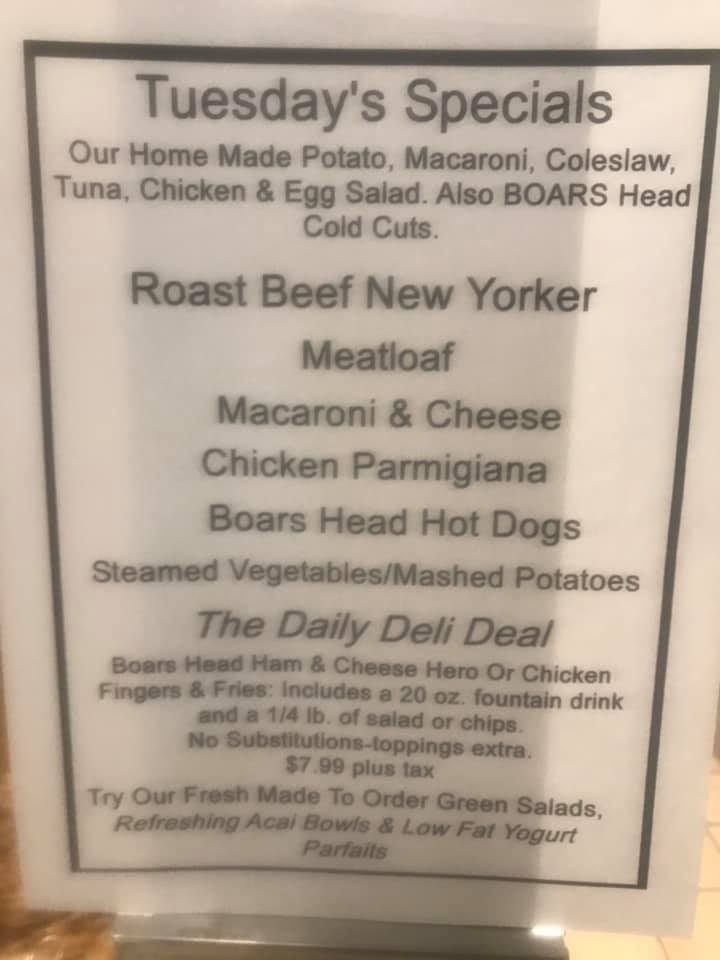 Tuesday's Specials
Our Home Made Potato, Macaroni, Coleslaw,
Tuna, Chicken & Egg Salad. Also BOARS Head
Cold Cuts.
Roast Beef New Yorker
Meatloaf
Macaroni & Cheese
Chicken Parmigiana
Boars Head Hot Dogs
Steamed Vegetables/Mashed Potatoes
The Daily Deli Deal
Boars Head Ham & Cheese Hero Or Chicken
Fingers & Fries: Includes a 20 oz. fountain drink
and a 1/4 lb. of salad or chips.
No Substitutions-toppings extra.
$7.99 plus tax
Try Our Fresh Made To Order Green Salads,
Refreshing Acai Bowls & Low Fat Yogurt
Parfaits